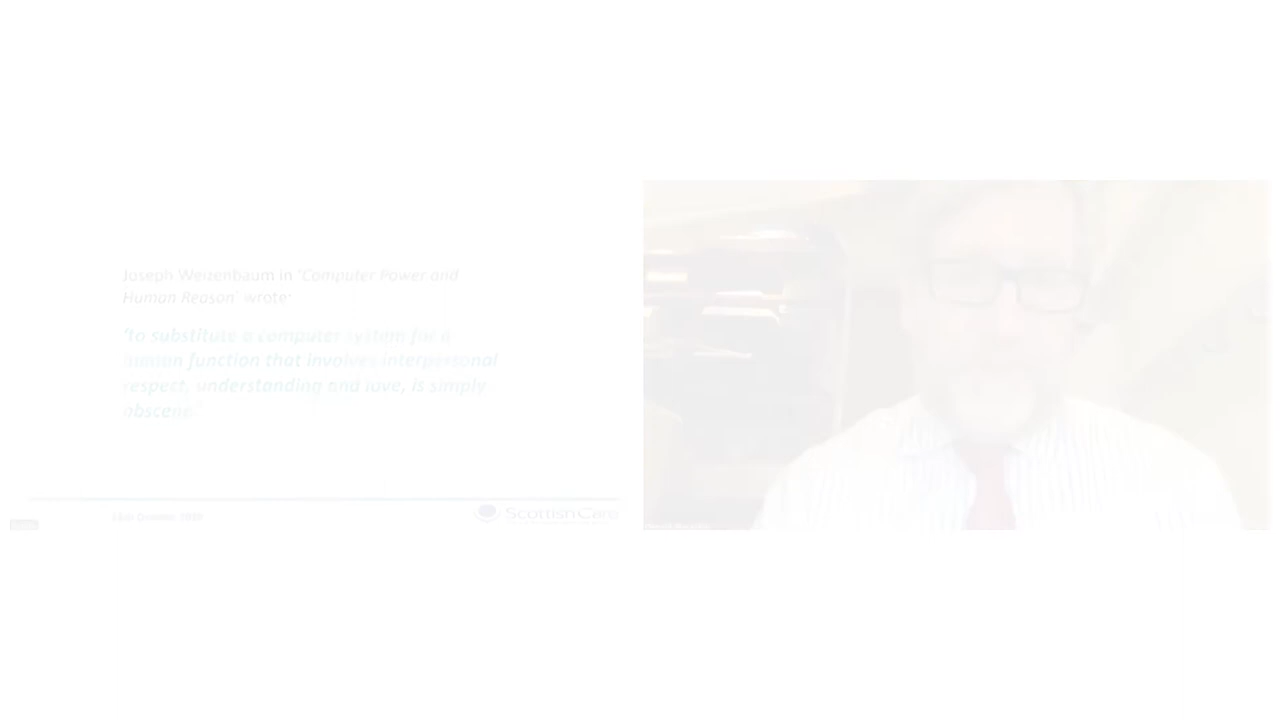 Joseph Weizenbaum in 'Computer Power and
Human Reason' wrote:
'to substitute a computer system for a
human function that involves interpersonal
respect, understanding and love, is simply
obscene.'
Scottish Care